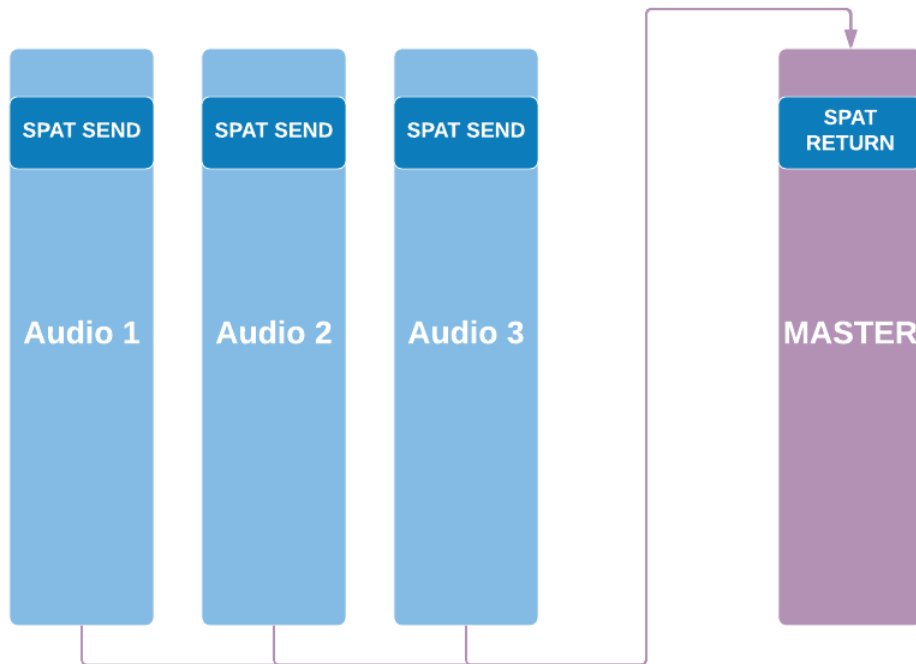 SPAT SEND
SPAT SEND
SPAT SEND
SPAT
RETURN
Audio 1
Audio 2
Audio 3
MASTER